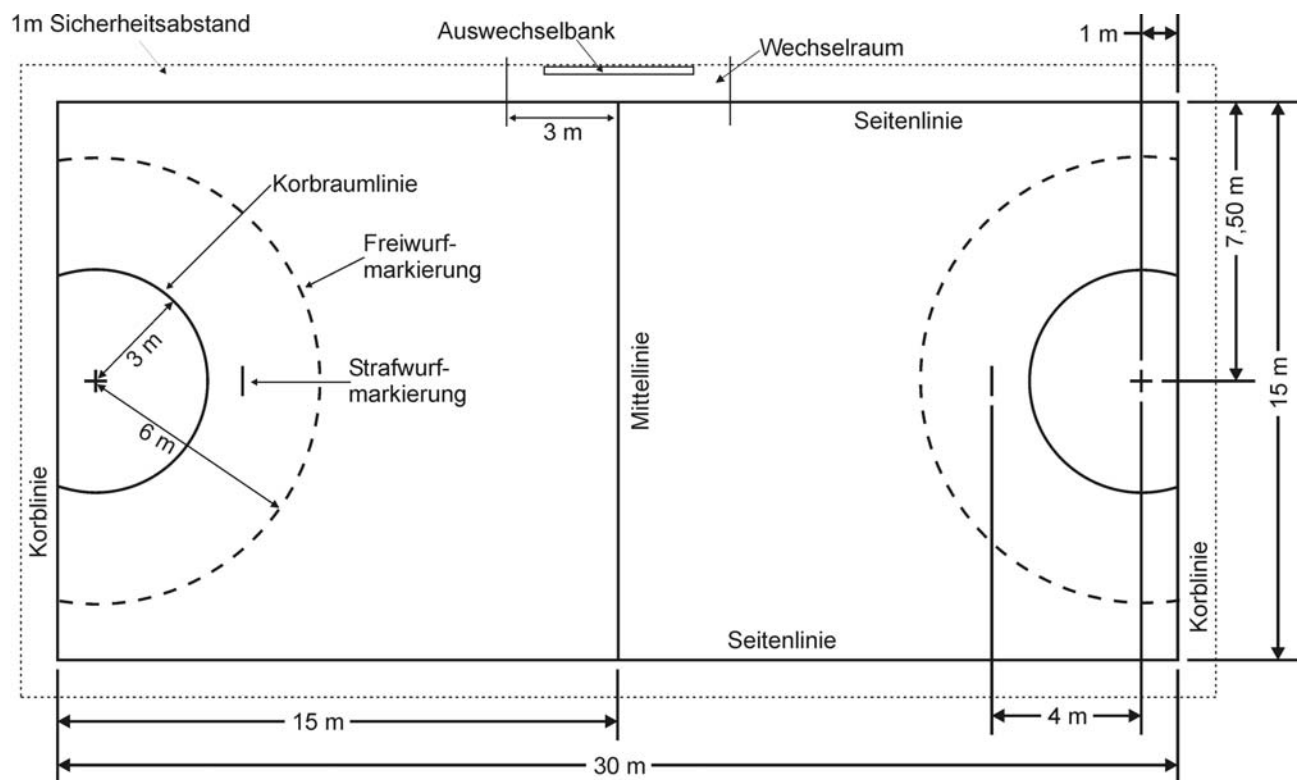 1m Sicherheitsabstand
Auswechselbank
Wechselraum
1 m
3 m
Seitenlinie
Korbraumlinie
Freiwurf-
markierung
7,50 m
15 m
3 m
Strafwurf-
markierung
Mittellinie
6 m
Korblinie
Korblinie
Seitenlinie
15 m
4 m
30 m